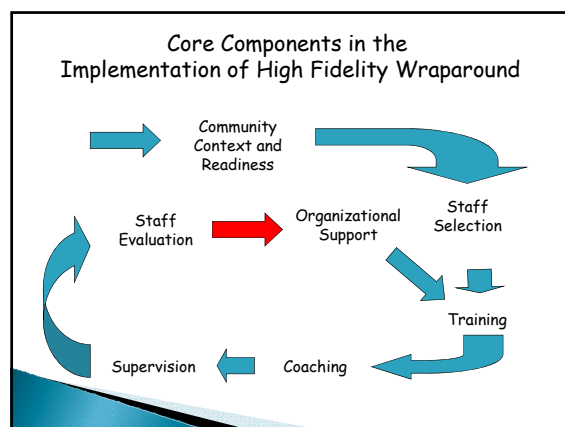 Core Components in the
Implementation of High Fidelity Wraparound
Community
Context and
Readiness
Staff
Evaluation
Organizational
Support
Staff
Selection
Training
Supervision
Coaching